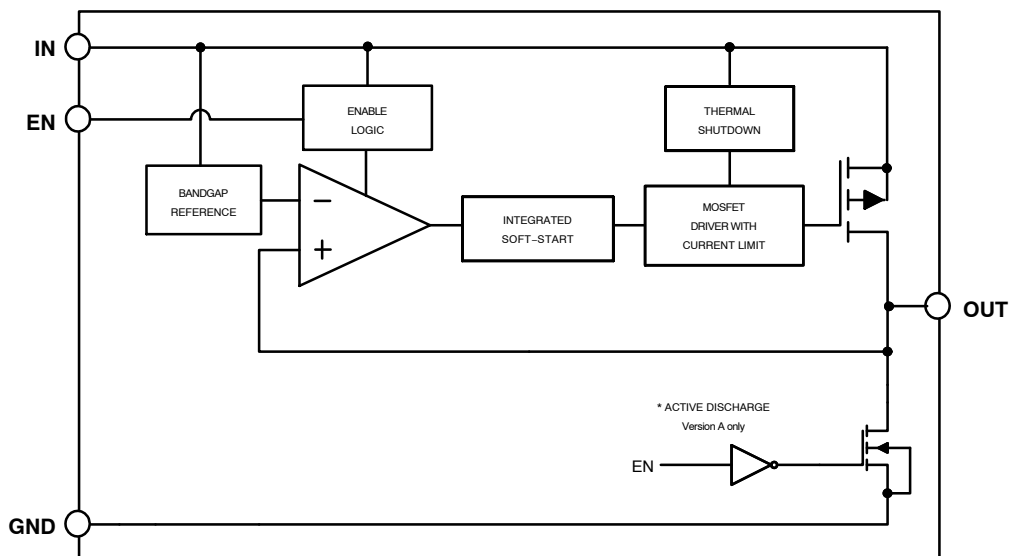 IN
EN
ENABLE
LOGIC
THERMAL
SHUTDOWN
BANDGAP
REFERENCE
−
+
INTEGRATED
SOFT−START
MOSFET
DRIVER WITH
CURRENT LIMIT
OUT
* ACTIVE DISCHARGE
Version A only
EN
GND